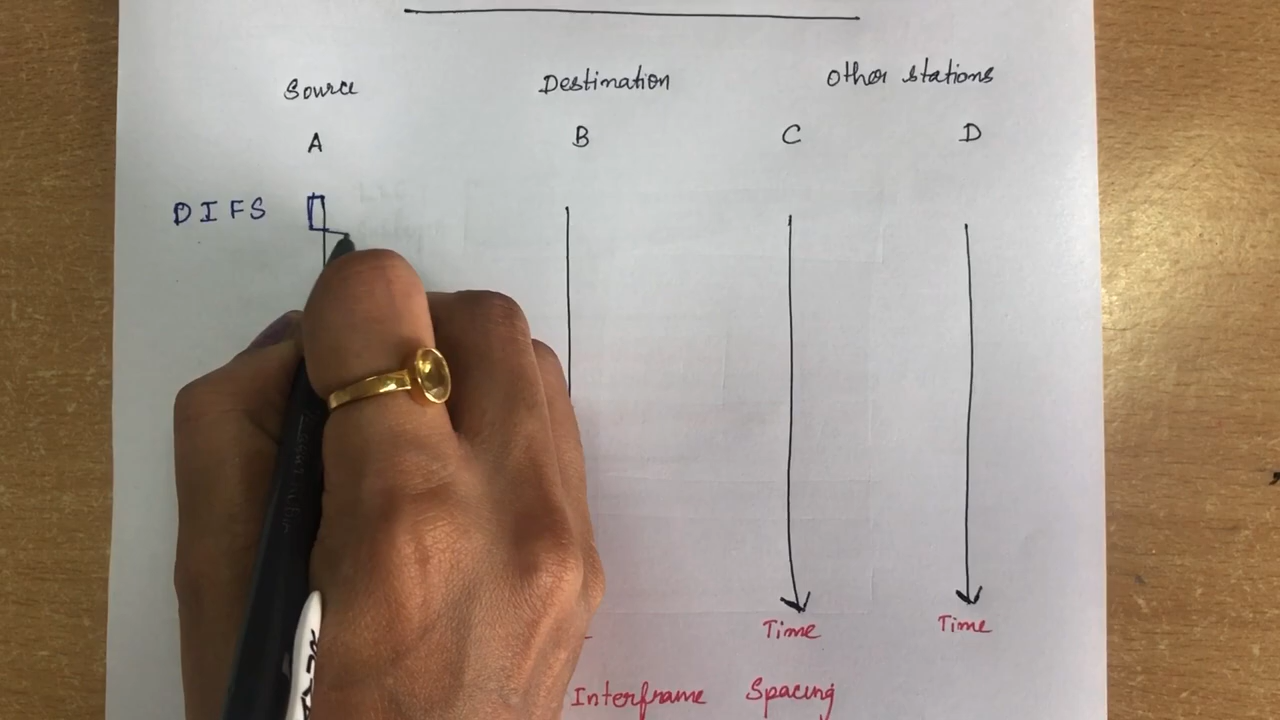 Source Destination Other stations
A B C D
DIFS
Time Time
Interframe Spacing